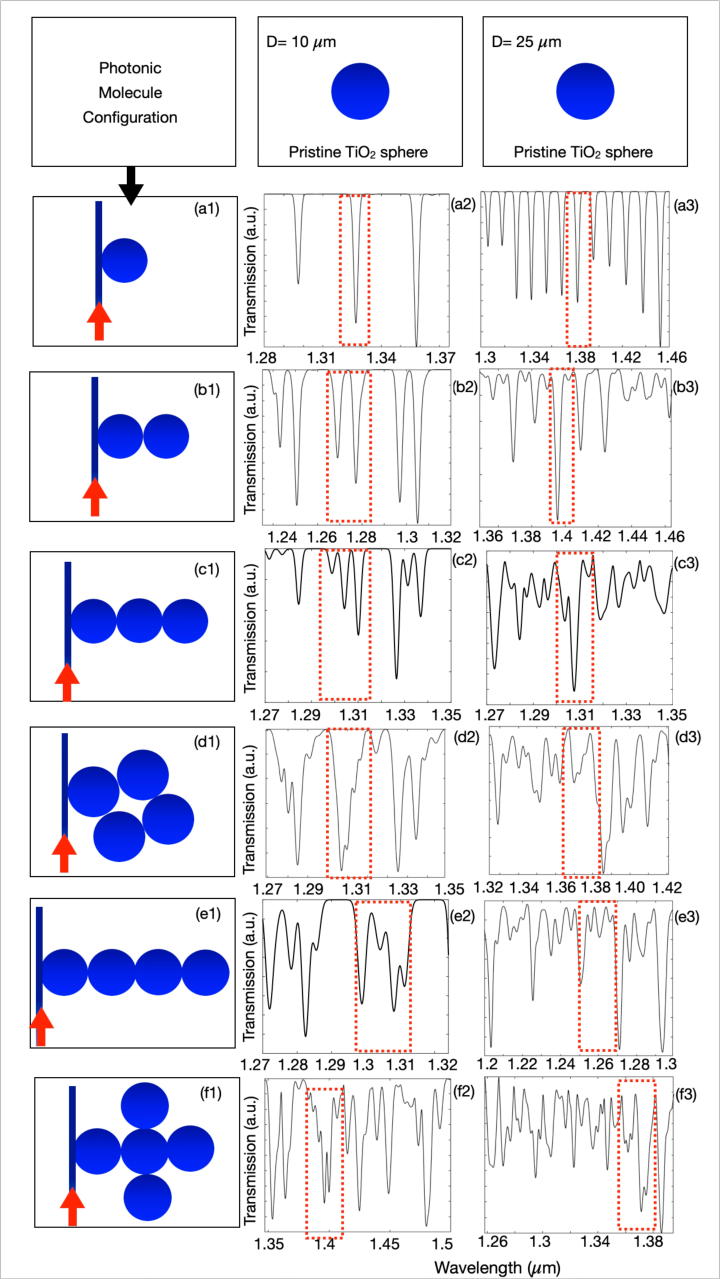 Photonic
Molecule
Configuration
D= 10 μm
Pristine TiO₂ sphere
D= 25 μm
Pristine TiO₂ sphere
(a1)
Transmission (a.u.)
(a2)
1.28 1.31 1.34 1.37
(a3)
1.3 1.34 1.38 1.42 1.46
(b1)
Transmission (a.u.)
(b2)
1.24 1.26 1.28 1.3 1.32
(b3)
1.36 1.38 1.4 1.42 1.44 1.46
(c1)
Transmission (a.u.)
(c2)
1.27 1.29 1.31 1.33 1.35
(c3)
1.27 1.29 1.31 1.33 1.35
(d1)
Transmission (a.u.)
(d2)
1.27 1.29 1.31 1.33 1.35
(d3)
1.32 1.34 1.36 1.38 1.40 1.42
(e1)
Transmission (a.u.)
(e2)
1.27 1.28 1.29 1.3 1.31 1.32
(e3)
1.2 1.22 1.24 1.26 1.28 1.3
(f1)
Transmission (a.u.)
(f2)
1.35 1.4 1.45 1.5
(f3)
1.26 1.3 1.34 1.38
Wavelength (μm)